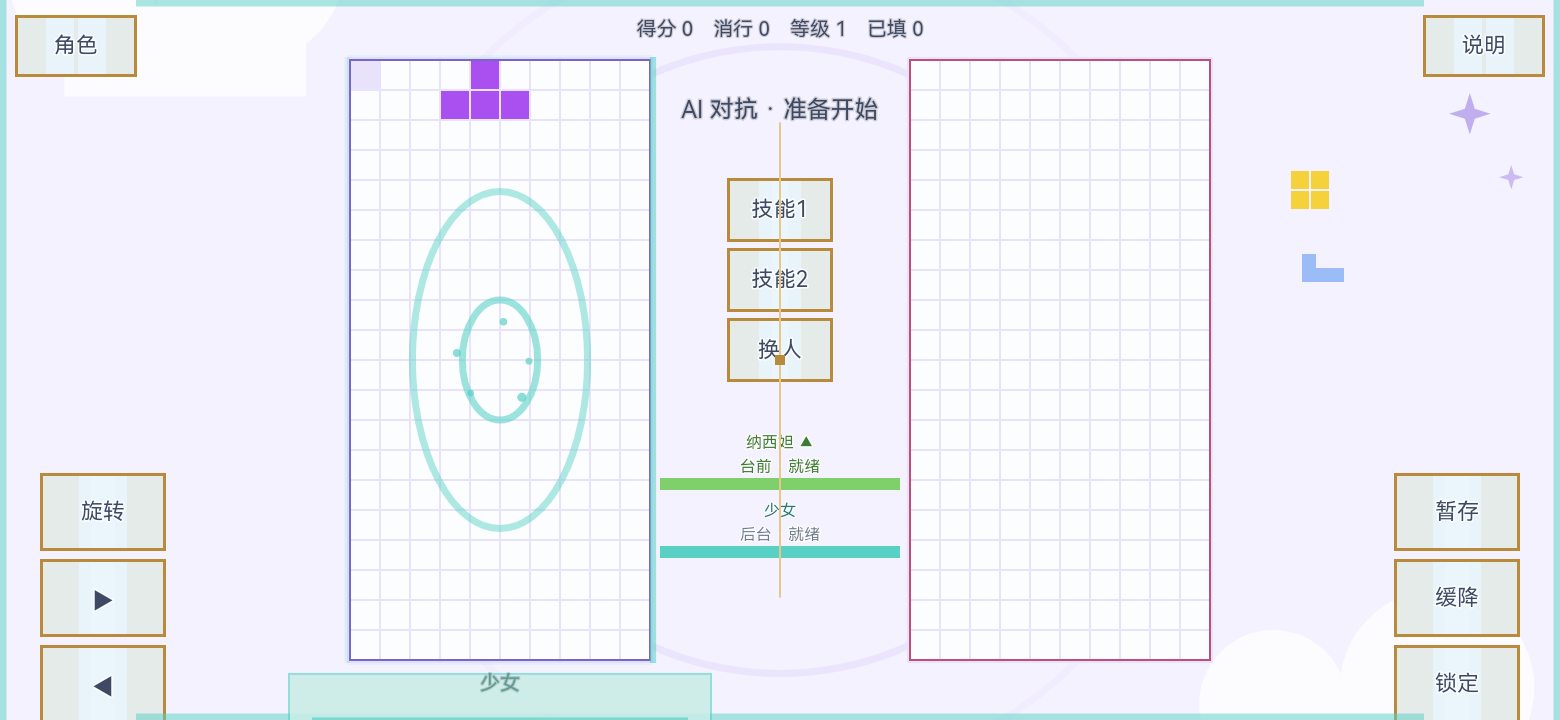 得分 0 消行 0 等级 1 已填 0
角色
说明
AI 对抗 · 准备开始
技能1
技能2
换人
纳西妲 ▲
台前 就绪
少女
后台 就绪
旋转
▶
◀
暂存
缓降
锁定
少女